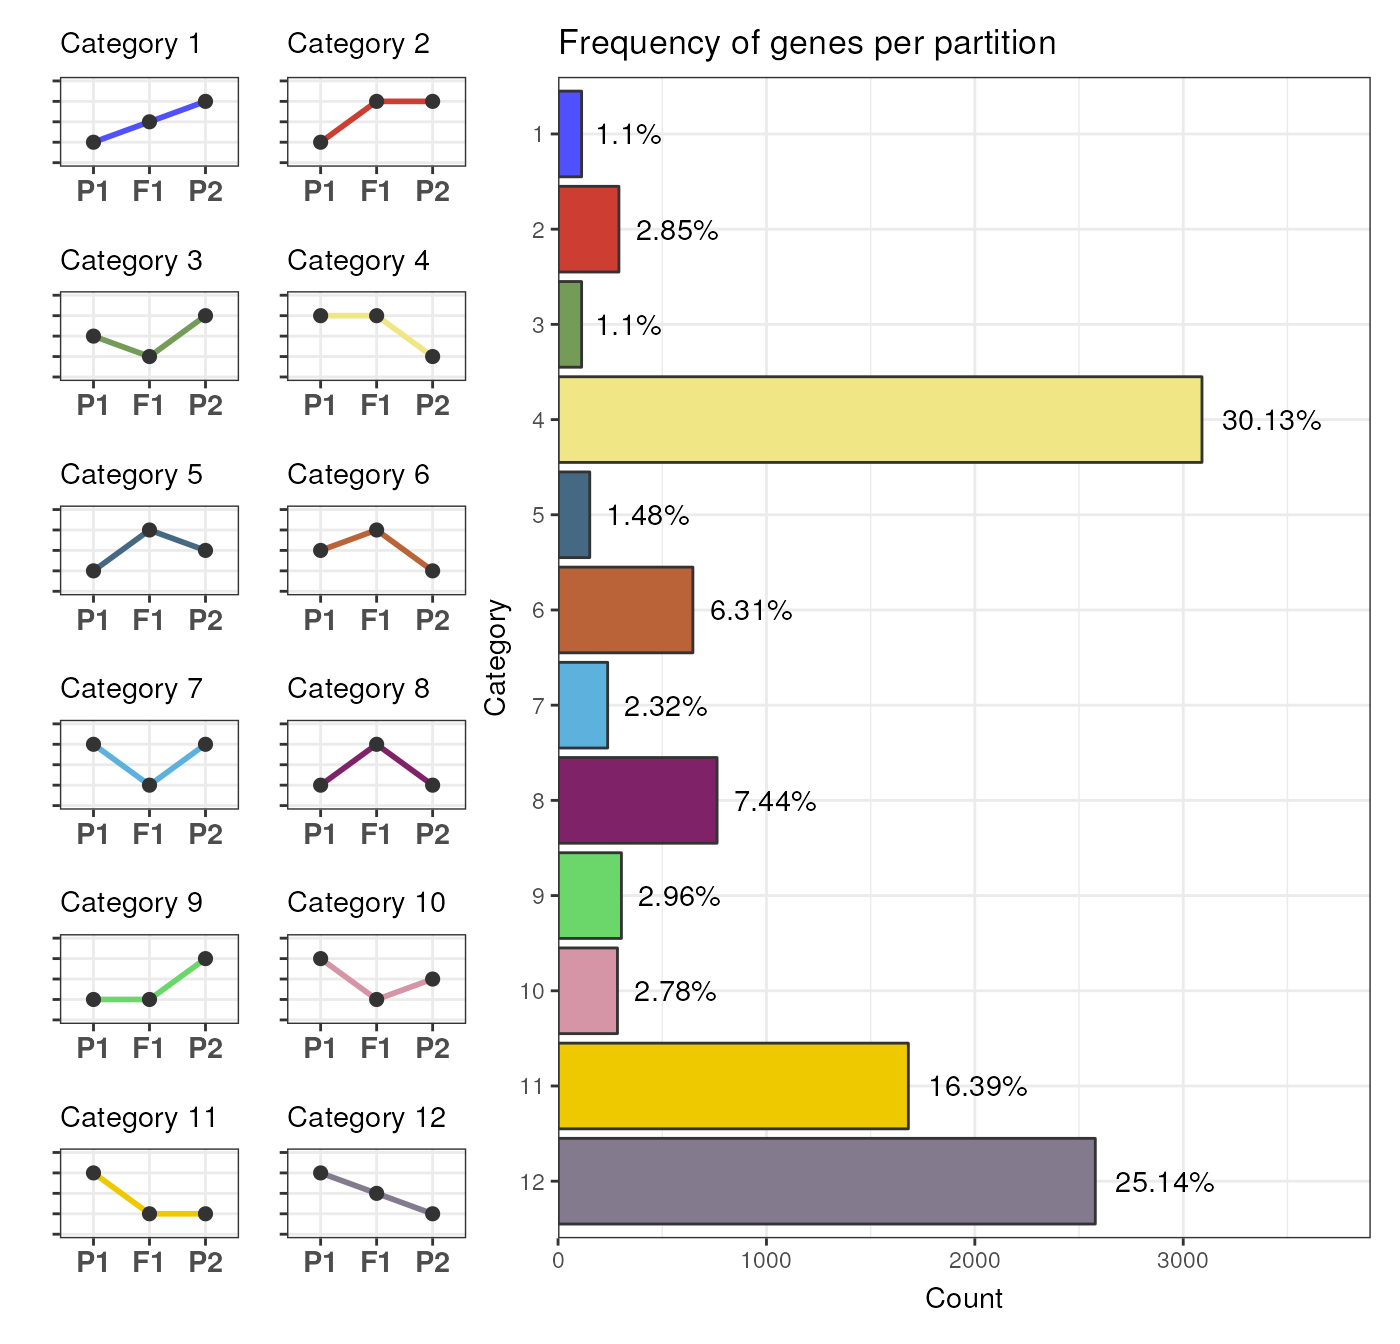 Category 1
P1 F1 P2
Category 2
P1 F1 P2
Category 3
P1 F1 P2
Category 4
P1 F1 P2
Category 5
P1 F1 P2
Category 6
P1 F1 P2
Category 7
P1 F1 P2
Category 8
P1 F1 P2
Category 9
P1 F1 P2
Category 10
P1 F1 P2
Category 11
P1 F1 P2
Category 12
P1 F1 P2
Frequency of genes per partition
Category
1 1.1%
2 2.85%
3 1.1%
4 30.13%
5 1.48%
6 6.31%
7 2.32%
8 7.44%
9 2.96%
10 2.78%
11 16.39%
12 25.14%
0 1000 2000 3000
Count